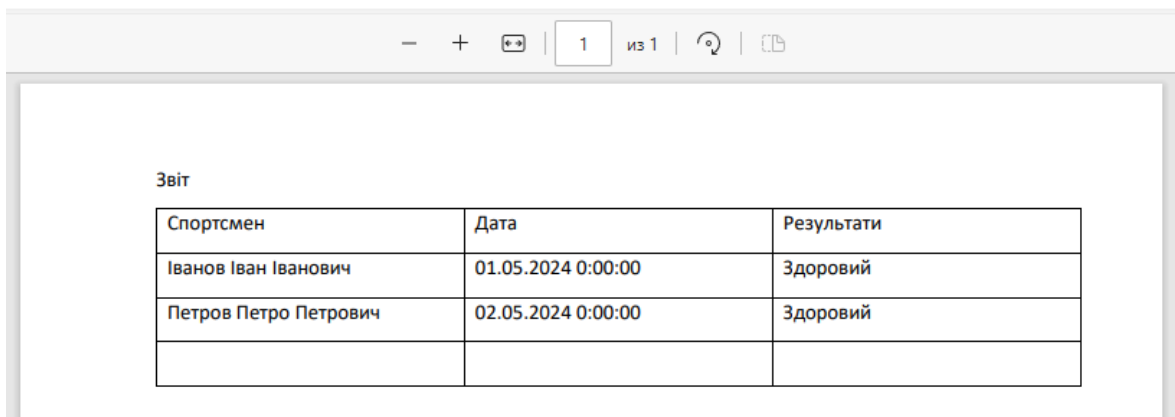 1 из 1
Звіт
Спортсмен Дата Результати
Іванов Іван Іванович 01.05.2024 0:00:00 Здоровий
Петров Петро Петрович 02.05.2024 0:00:00 Здоровий